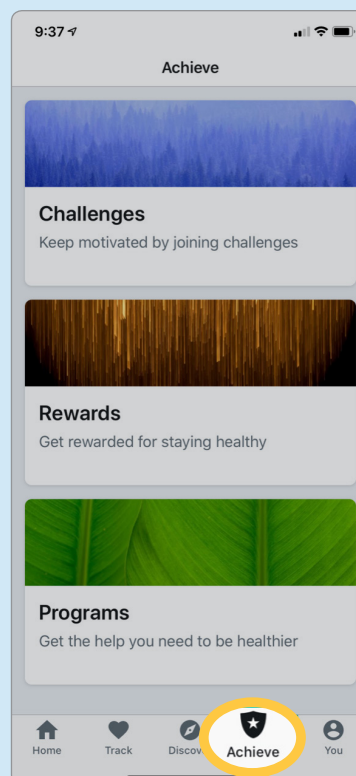 9:37
Achieve
Challenges
Keep motivated by joining challenges
Rewards
Get rewarded for staying healthy
Programs
Get the help you need to be healthier
Home
Track
Discov
Achieve
You